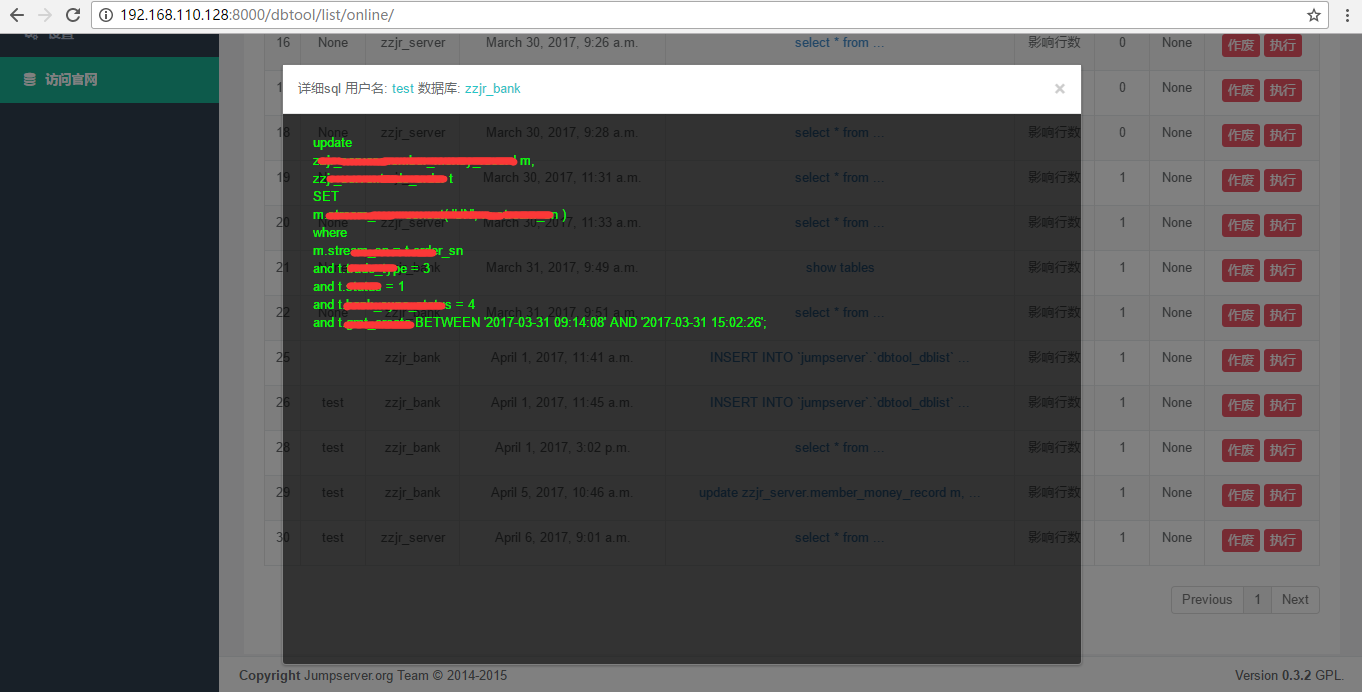 192.168.110.128:8000/dbtool/list/online/
设置
访问官网
16 None zzjr_server March 30, 2017, 9:26 a.m. select * from ... 影响行数 0 None 作废 执行
详细sql 用户名: test 数据库: zzjr_bank ×
0 None 作废 执行
18 None zzjr_server March 30, 2017, 9:28 a.m. select * from ... 影响行数 0 None 作废 执行
update
m,
19 March 30, 2017, 11:31 a.m. select * from ... 影响行数 1 None 作废 执行
t
SET
20 None zzjr_server March 30, 2017, 11:33 a.m. select * from ... 影响行数 1 None 作废 执行
)
where
m.stream_sn = t.order_sn
21 March 31, 2017, 9:49 a.m. show tables 影响行数 1 None 作废 执行
and t. = 3
and t.status = 1
and t. = 4
22 None zzjr_bank March 31, 2017, 9:51 a.m. select * from ... 影响行数 1 None 作废 执行
and t. BETWEEN '2017-03-31 09:14:08' AND '2017-03-31 15:02:26';
25 zzjr_bank April 1, 2017, 11:41 a.m. INSERT INTO `jumpserver`.`dbtool_dblist` ... 影响行数 1 None 作废 执行
26 test zzjr_bank April 1, 2017, 11:45 a.m. INSERT INTO `jumpserver`.`dbtool_dblist` ... 影响行数 1 None 作废 执行
28 test zzjr_bank April 1, 2017, 3:02 p.m. select * from ... 影响行数 1 None 作废 执行
29 test zzjr_bank April 5, 2017, 10:46 a.m. update zzjr_server.member_money_record m, ... 影响行数 1 None 作废 执行
30 test zzjr_server April 6, 2017, 9:01 a.m. select * from ... 影响行数 1 None 作废 执行
Previous 1 Next
Copyright Jumpserver.org Team © 2014-2015 Version 0.3.2 GPL.